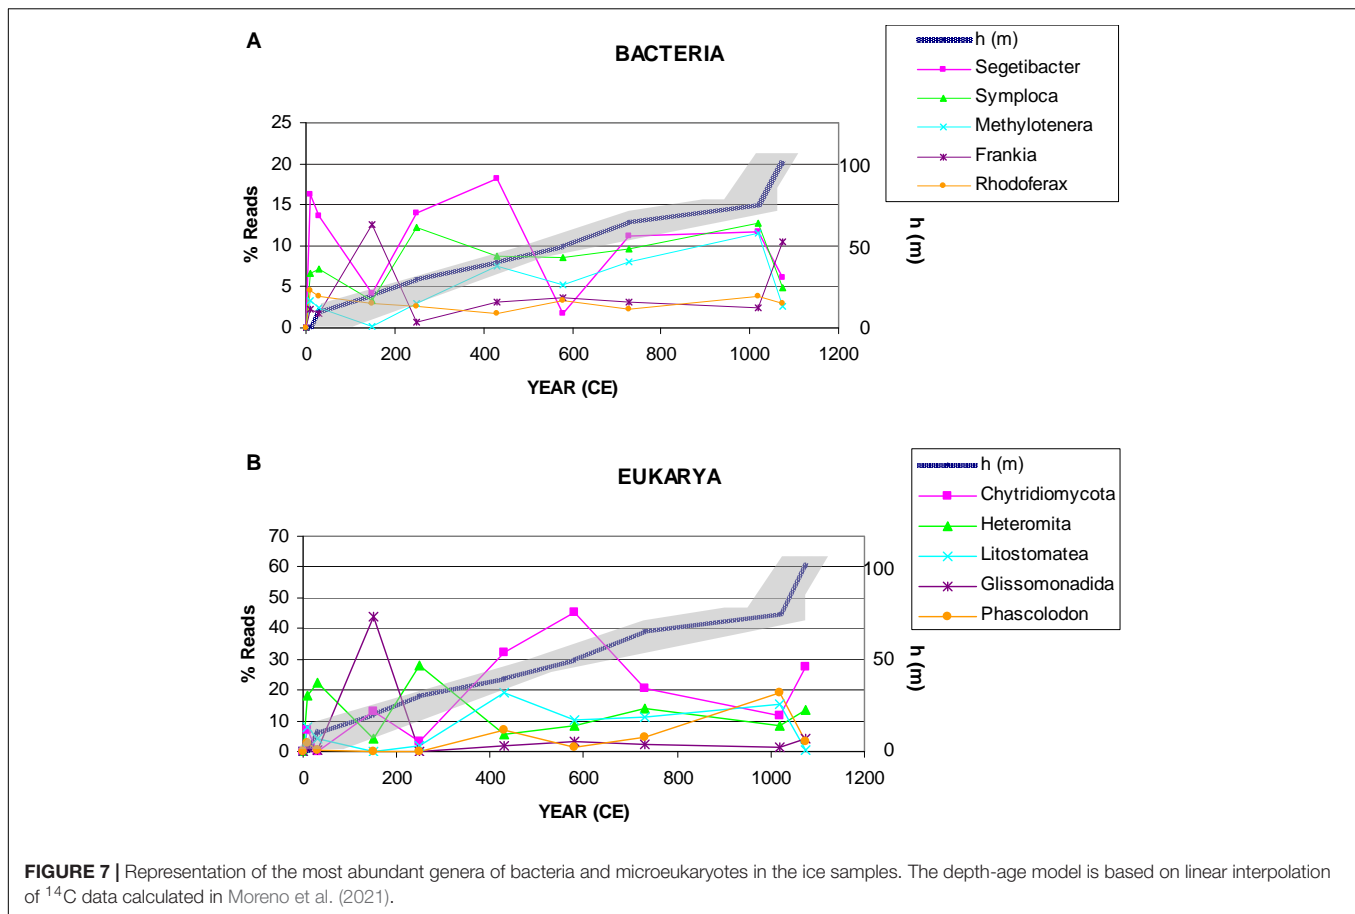 A
BACTERIA
h (m)
Segetibacter
Symploca
Methylotenera
Frankia
Rhodoferax
25
20
15
10
5
0
% Reads
100
50
0
h (m)
0 200 400 600 800 1000 1200
YEAR (CE)
B
EUKARYA
h (m)
Chytridiomycota
Heteromita
Litostomatea
Glissomonadida
Phascolodon
70
60
50
40
30
20
10
0
% Reads
100
50
0
h (m)
0 200 400 600 800 1000 1200
YEAR (CE)
FIGURE 7 | Representation of the most abundant genera of bacteria and microeukaryotes in the ice samples. The depth-age model is based on linear interpolation
of 14C data calculated in Moreno et al. (2021).